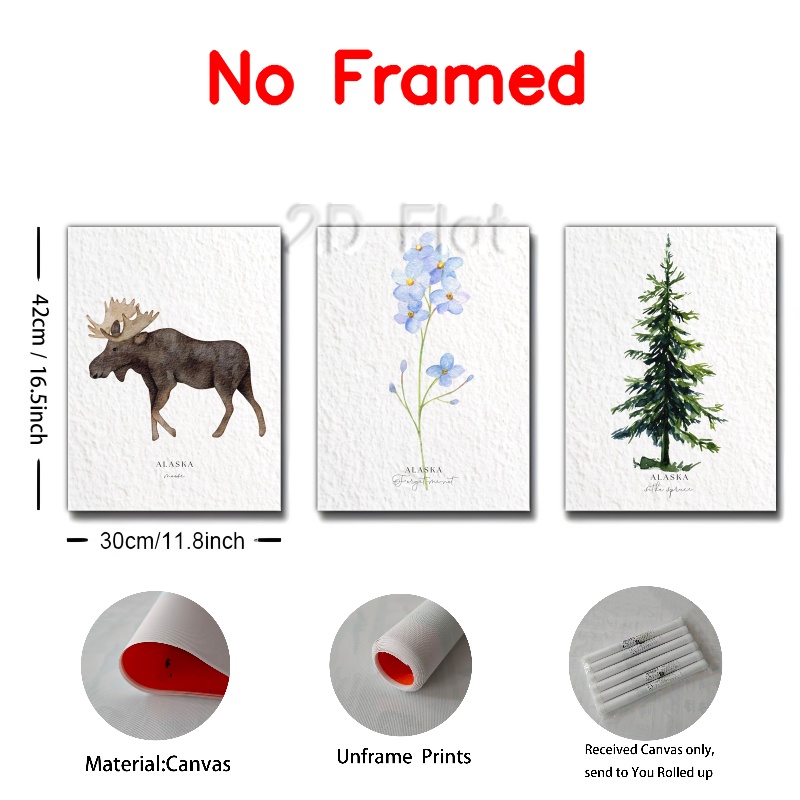 No Framed
2D Flat
42cm / 16.5inch
ALASKA
moose
ALASKA
Forget me not
ALASKA
sitka spruce
30cm/11.8inch
Material:Canvas
Unframe Prints
Received Canvas only,
send to You Rolled up